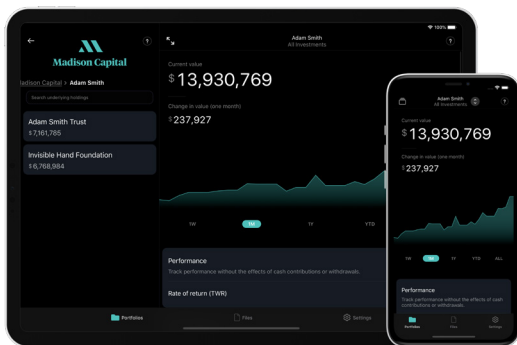 100%
Madison Capital
Madison Capital > Adam Smith
Search underlying holdings
Adam Smith Trust
$7,161,785
Invisible Hand Foundation
$6,768,984
Adam Smith
All Investments
Current value
$13,930,769
Change in value (one month)
$237,927
1W
1M
1Y
YTD
Performance
Track performance without the effects of cash contributions or withdrawals.
Rate of return (TWR)
Portfolios
Files
Settings
Adam Smith
All Investments
Current value
$13,930,769
Change in value (one month)
$237,927
1W
1M
1Y
YTD
ALL
Performance
Track performance without the effects of cash
contributions or withdrawals.
Portfolios
Files
Settings